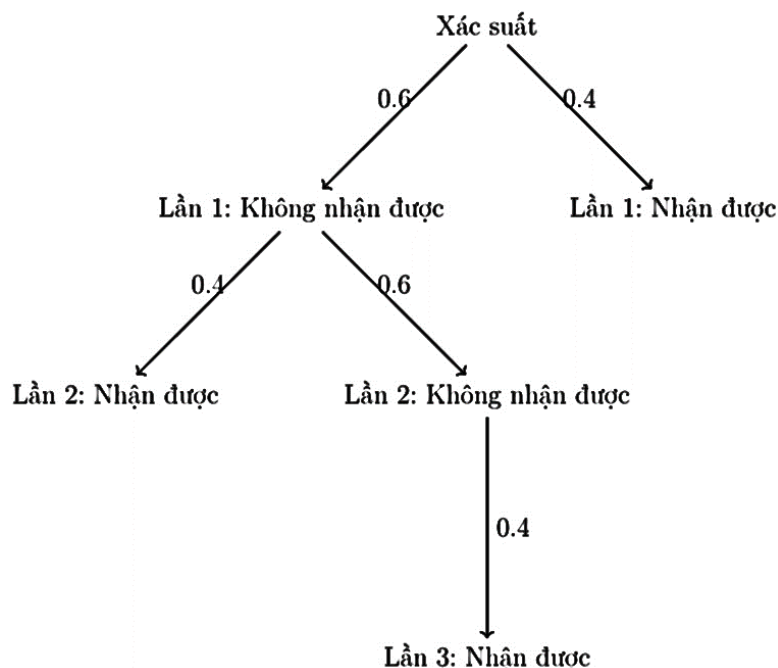 Xác suất
0.6
0.4
Lần 1: Không nhận được
Lần 1: Nhận được
0.4
0.6
Lần 2: Nhận được
Lần 2: Không nhận được
0.4
Lần 3: Nhận được